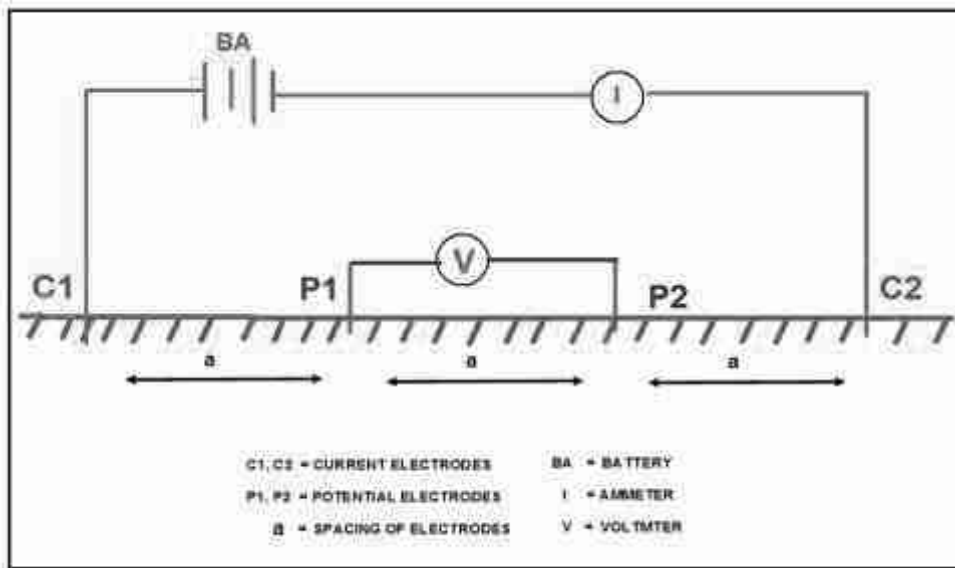 BA
I
V
C1
P1
P2
C2
a
a
a
C1, C2 = CURRENT ELECTRODES
BA = BATTERY
P1, P2 = POTENTIAL ELECTRODES
I = AMMETER
a = SPACING OF ELECTRODES
V = VOLTMTER